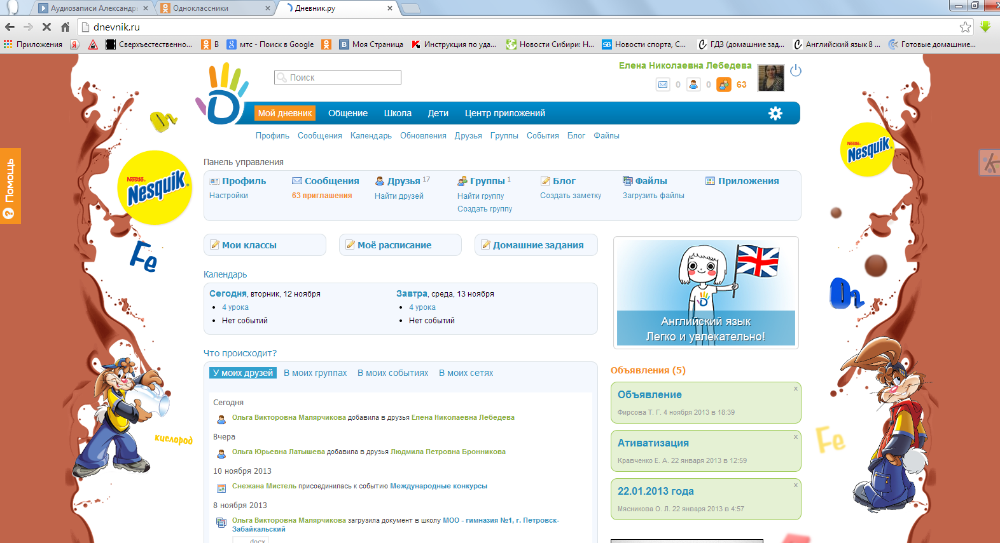 Аудиозаписи Александр
Одноклассники
Дневник.ру
dnevnik.ru
Приложения
Сверхъестественно...
В
мтс - Поиск в Google
Моя Страница
Инструкция по уда...
Новости Сибири: Н...
Новости спорта, С...
ГДЗ (домашние зад...
Английский язык 8 ...
Готовые домашние...
Поиск
Елена Николаевна Лебедева
0 0 63
Мой дневник Общение Школа Дети Центр приложений
Профиль Сообщения Календарь Обновления Друзья Группы События Блог Файлы
Помощь
Nestlé
Nesquik
Nestlé
Nesquik
Fe
O2
O2
кислород
Fe
Панель управления
Профиль Сообщения Друзья 17 Группы 1 Блог Файлы Приложения
Настройки 63 приглашения Найти друзей Найти группу Создать заметку Загрузить файлы
Создать группу
Мои классы Моё расписание Домашние задания
Календарь
Сегодня, вторник, 12 ноября
4 урока
Нет событий
Завтра, среда, 13 ноября
4 урока
Нет событий
Английский язык
Легко и увлекательно!
Что происходит?
У моих друзей В моих группах В моих событиях В моих сетях
Сегодня
Ольга Викторовна Малярчикова добавила в друзья Елена Николаевна Лебедева
Вчера
Ольга Юрьевна Латышева добавила в друзья Людмила Петровна Бронникова
10 ноября 2013
Снежана Мистель присоединилась к событию Международные конкурсы
8 ноября 2013
Ольга Викторовна Малярчикова загрузила документ в школу МОО - гимназия №1, г. Петровск-
Забайкальский
docx
Объявления (5)
Объявление
x
Фирсова Т. Г. 4 ноября 2013 в 18:39
Ативатизация
x
Кравченко Е. А. 22 января 2013 в 12:59
22.01.2013 года
x
Мясникова О. Л. 22 января 2013 в 4:57